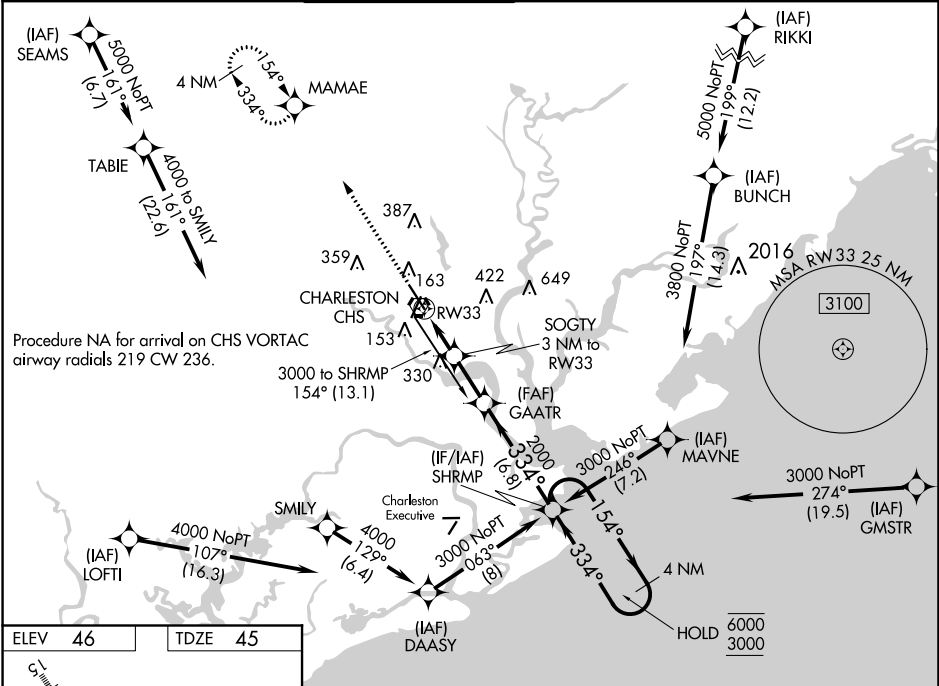 (IAF)
SEAMS
5000 NoPT
161°
(6.7)
4 NM
154°
334°
MAMAE
TABIE
4000 to SMILY
161°
(22.6)
(IAF)
RIKKI
5000 NoPT
199°
(12.2)
(IAF)
BUNCH
3800 NoPT
197°
(14.3)
2016
MSA RW33 25 NM
3100
387
359
163
422
649
CHARLESTON
CHS
RW33
153
330
SOGTY
3 NM to
RW33
Procedure NA for arrival on CHS VORTAC
airway radials 219 CW 236.
3000 to SHRMP
154° (13.1)
(FAF)
GAATR
2000
334°
(6.8)
(IF/IAF)
SHRMP
3000 NoPT
246°
(7.2)
(IAF)
MAVNE
3000 NoPT
274°
(19.5)
(IAF)
GMSTR
SMILY
Charleston
Executive
4000
129°
(6.4)
3000 NoPT
063°
(8)
154°
334°
4 NM
HOLD
6000
3000
(IAF)
LOFTI
4000 NoPT
107°
(16.3)
(IAF)
DAASY
ELEV 46
TDZE 45
15